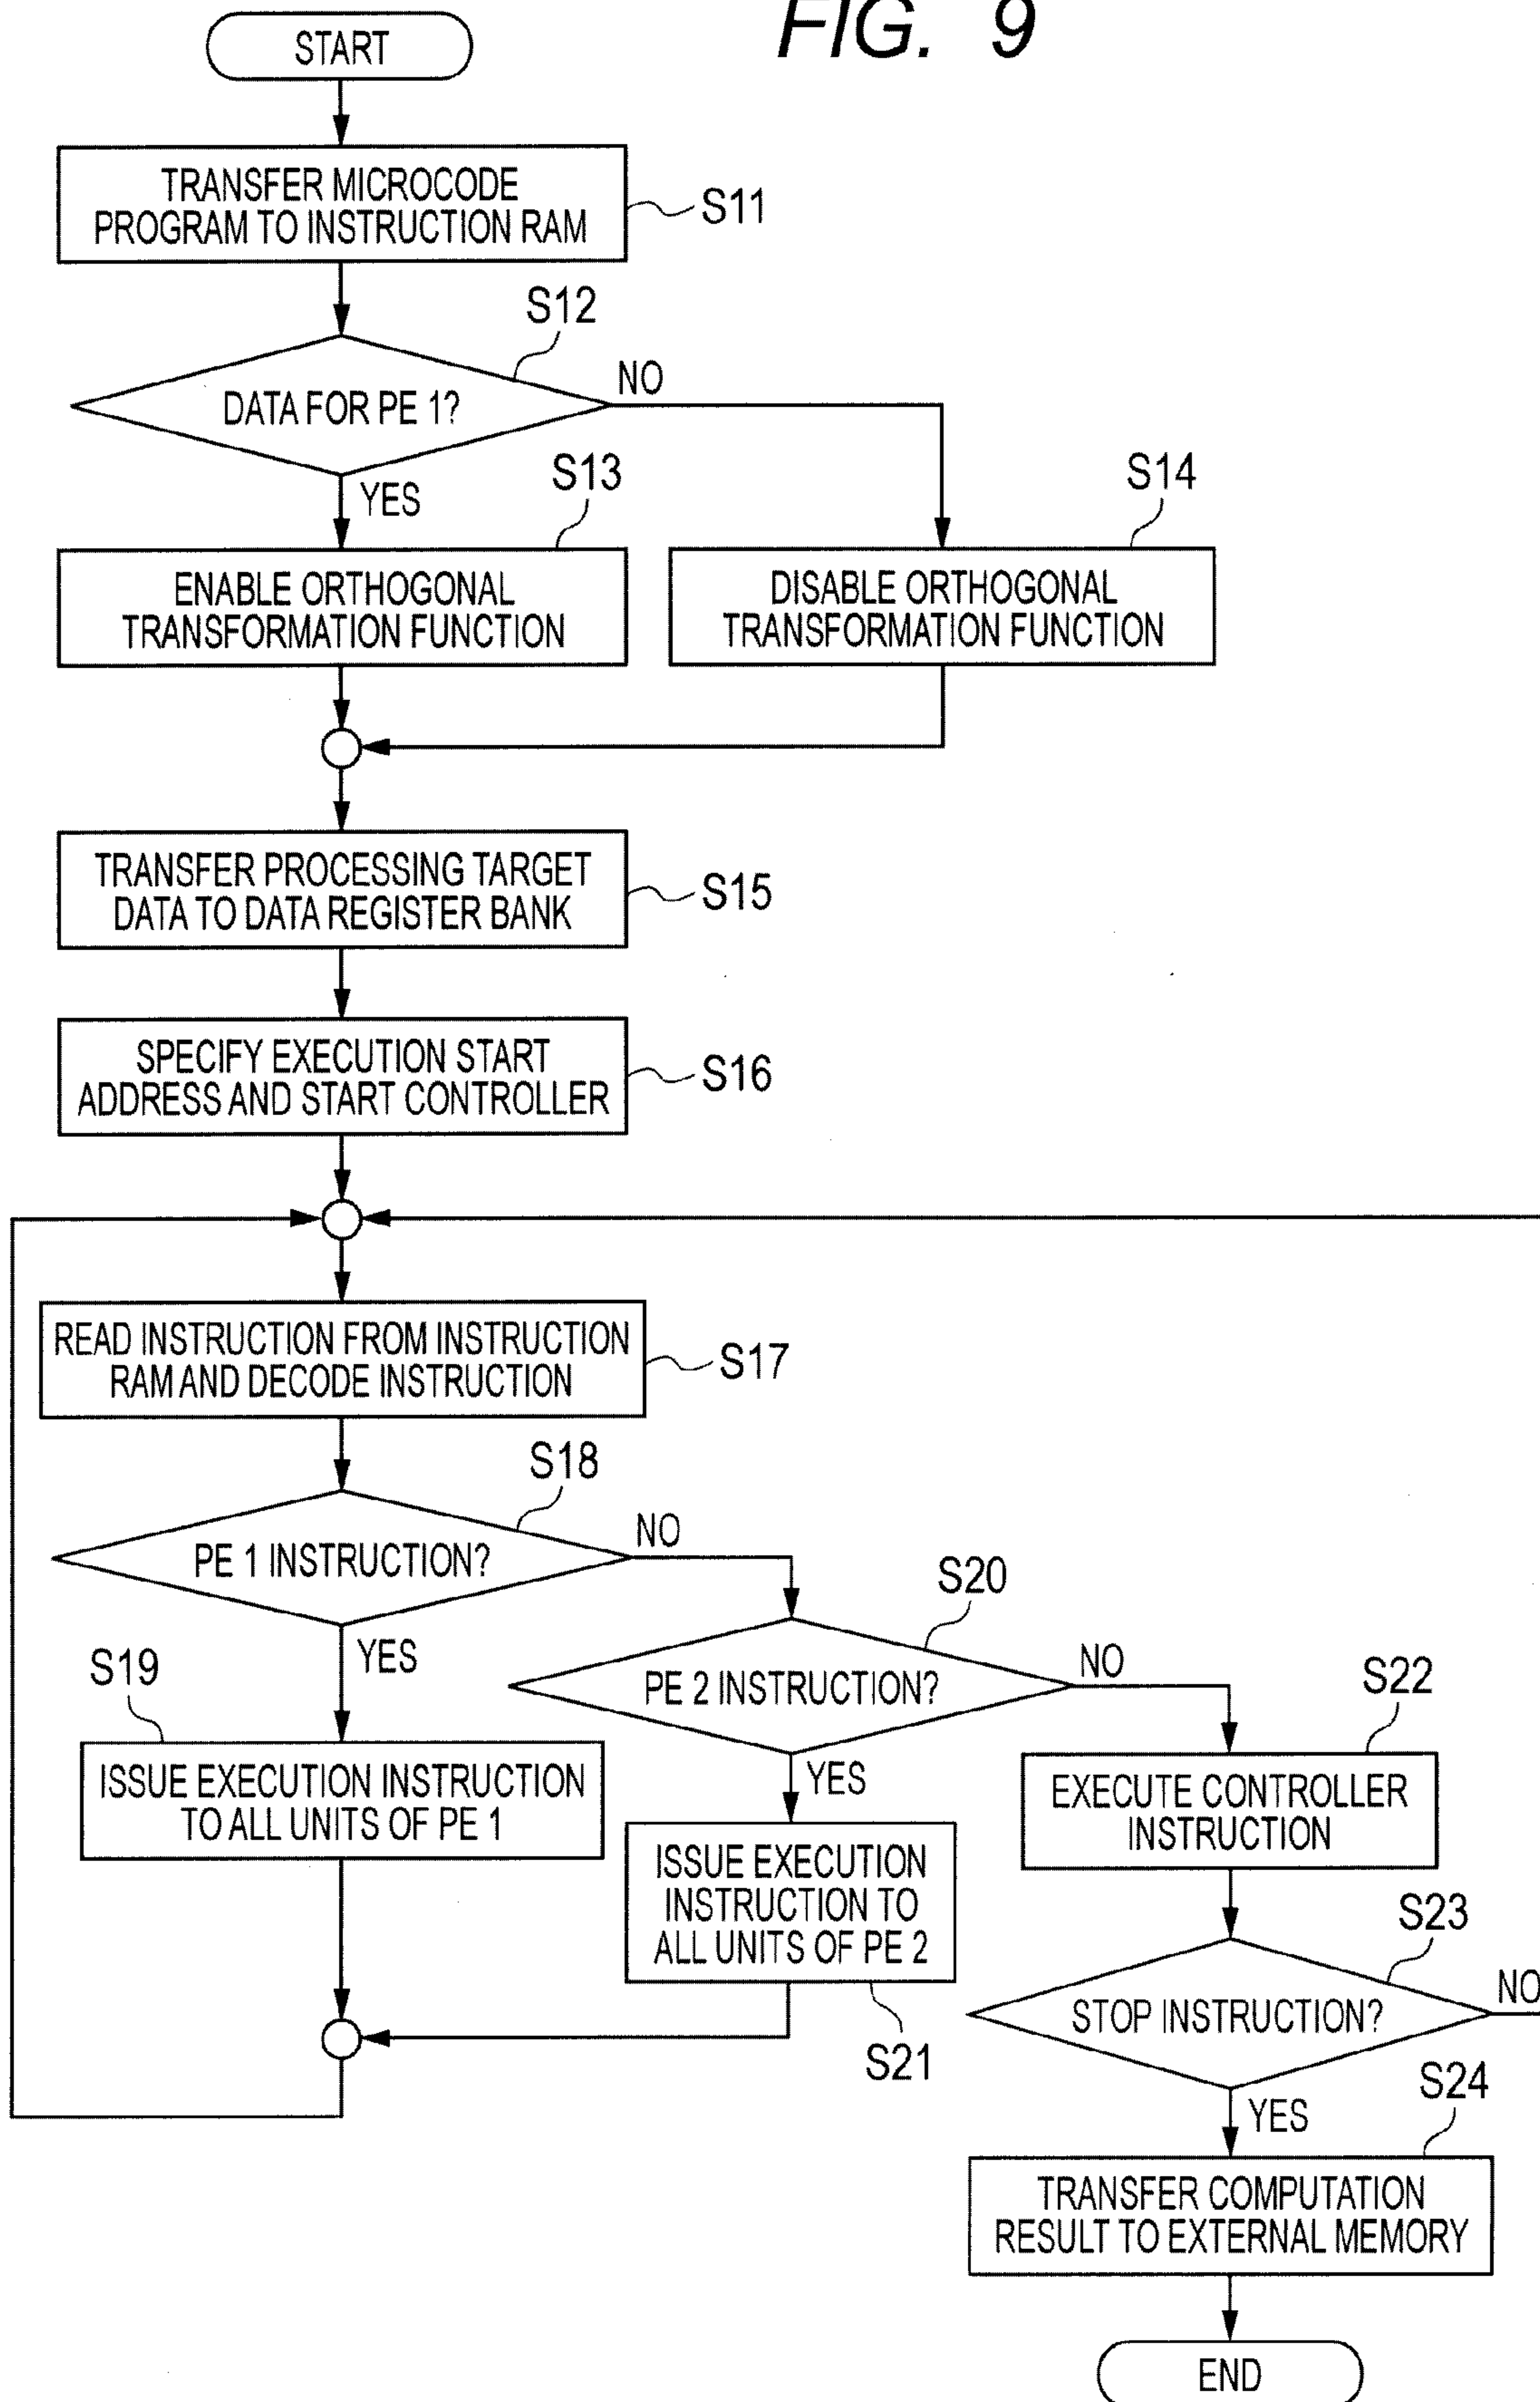 FIG. 9
START
TRANSFER MICROCODE
PROGRAM TO INSTRUCTION RAM
S11
S12
DATA FOR PE 1?
NO
YES
S13
S14
ENABLE ORTHOGONAL
TRANSFORMATION FUNCTION
DISABLE ORTHOGONAL
TRANSFORMATION FUNCTION
TRANSFER PROCESSING TARGET
DATA TO DATA REGISTER BANK
S15
SPECIFY EXECUTION START
ADDRESS AND START CONTROLLER
S16
READ INSTRUCTION FROM INSTRUCTION
RAM AND DECODE INSTRUCTION
S17
S18
PE 1 INSTRUCTION?
NO
YES
S20
PE 2 INSTRUCTION?
NO
YES
S19
ISSUE EXECUTION INSTRUCTION
TO ALL UNITS OF PE 1
ISSUE EXECUTION
INSTRUCTION TO
ALL UNITS OF PE 2
S21
S22
EXECUTE CONTROLLER
INSTRUCTION
S23
STOP INSTRUCTION?
NO
YES
S24
TRANSFER COMPUTATION
RESULT TO EXTERNAL MEMORY
END